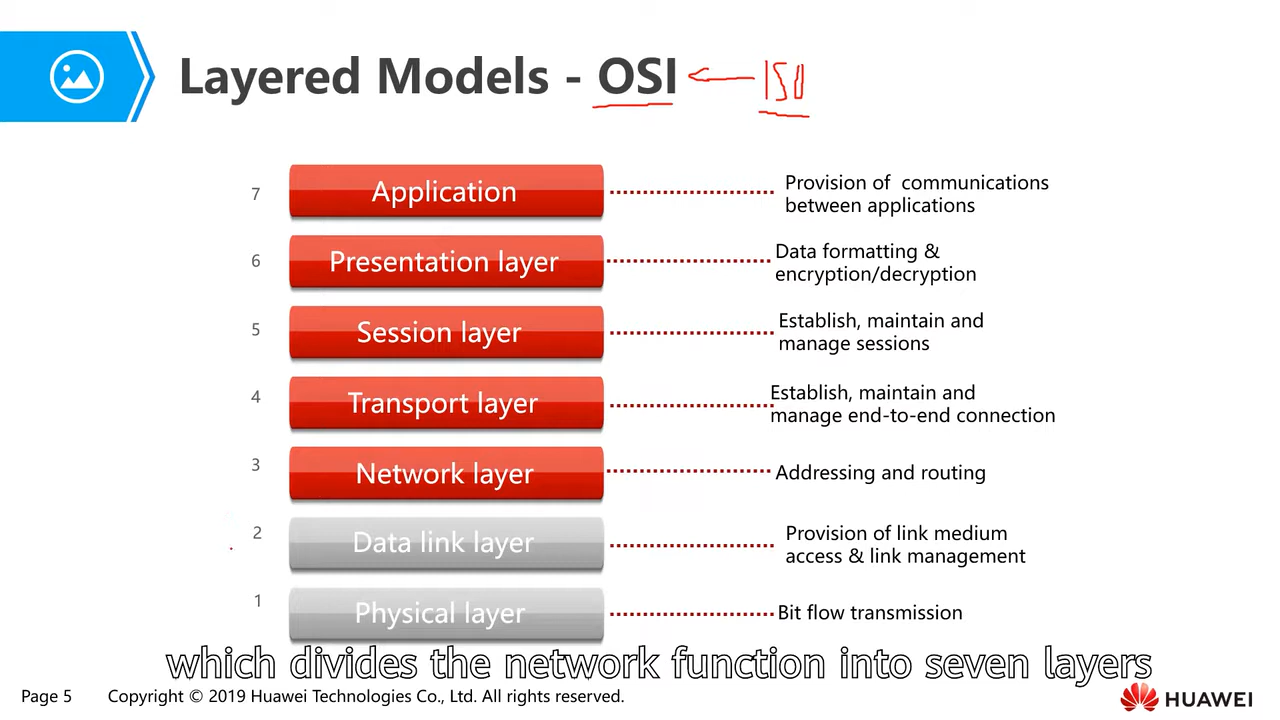 Layered Models - OSI ISO
7 Application Provision of communications
between applications
6 Presentation layer Data formatting &
encryption/decryption
5 Session layer Establish, maintain and
manage sessions
4 Transport layer Establish, maintain and
manage end-to-end connection
3 Network layer Addressing and routing
2 Data link layer Provision of link medium
access & link management
1 Physical layer Bit flow transmission
which divides the network function into seven layers
Page 5 Copyright © 2019 Huawei Technologies Co., Ltd. All rights reserved. HUAWEI